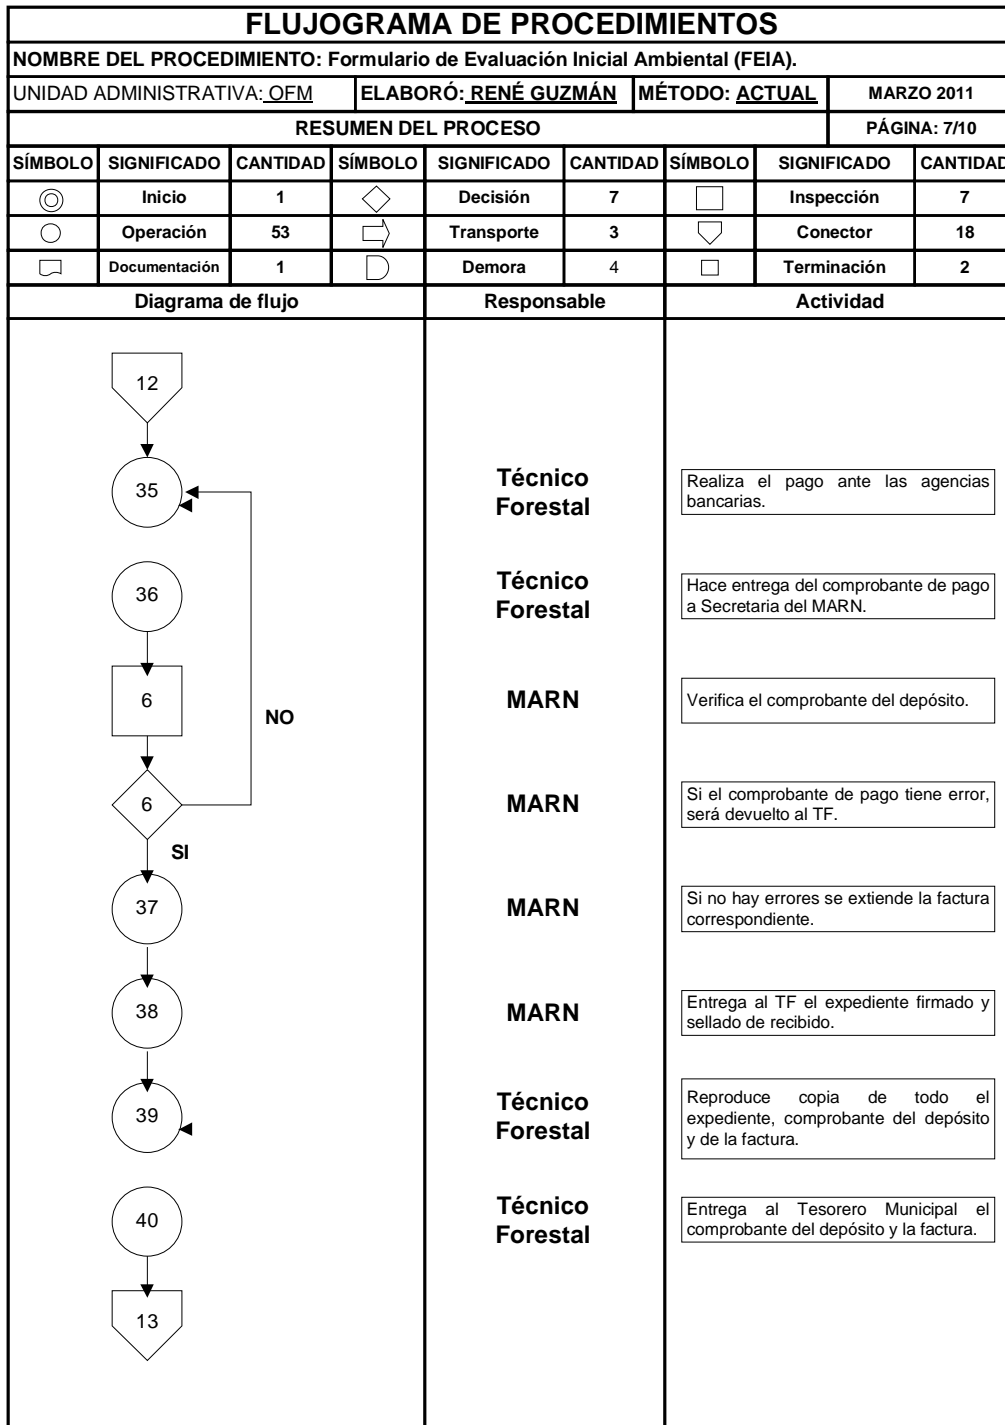 FLUJOGRAMA DE PROCEDIMIENTOS
NOMBRE DEL PROCEDIMIENTO: Formulario de Evaluación Inicial Ambiental (FEIA).
UNIDAD ADMINISTRATIVA: OFM ELABORÓ: RENÉ GUZMÁN MÉTODO: ACTUAL MARZO 2011
RESUMEN DEL PROCESO PÁGINA: 7/10
SÍMBOLO SIGNIFICADO CANTIDAD SÍMBOLO SIGNIFICADO CANTIDAD SÍMBOLO SIGNIFICADO CANTIDAD
Inicio 1 Decisión 7 Inspección 7
Operación 53 Transporte 3 Conector 18
Documentación 1 Demora 4 Terminación 2
Diagrama de flujo Responsable Actividad
12
35
Técnico
Forestal
Realiza el pago ante las agencias
bancarias.
36
Técnico
Forestal
Hace entrega del comprobante de pago
a Secretaria del MARN.
6
NO
MARN
Verifica el comprobante del depósito.
6
SI
MARN
Si el comprobante de pago tiene error,
será devuelto al TF.
37
MARN
Si no hay errores se extiende la factura
correspondiente.
38
MARN
Entrega al TF el expediente firmado y
sellado de recibido.
39
Técnico
Forestal
Reproduce copia de todo el
expediente, comprobante del depósito
y de la factura.
40
Técnico
Forestal
Entrega al Tesorero Municipal el
comprobante del depósito y la factura.
13